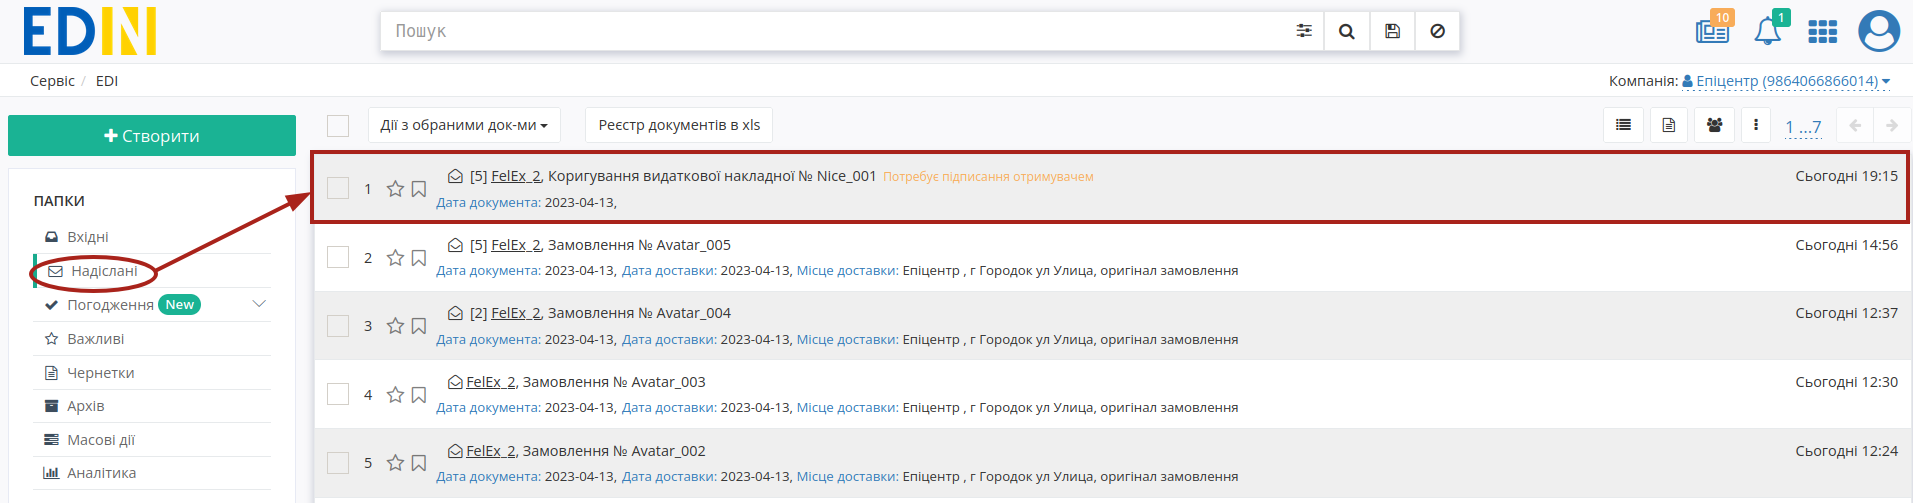 EDIN
Пошук
10
1
Сервіс / EDI
Компанія: Епіцентр (9864066866014)
Створити
Дії з обраними док-ми
Реєстр документів в xls
1 ...7
ПАПКИ
Вхідні
Надіслані
Погодження New
Важливі
Чернетки
Архів
Масові дії
Аналітика
1 [5] FelEx_2, Коригування видаткової накладної № Nice_001 Потребує підписання отримувачем Сьогодні 19:15
Дата документа: 2023-04-13,
2 [5] FelEx_2, Замовлення № Avatar_005 Сьогодні 14:56
Дата документа: 2023-04-13, Дата доставки: 2023-04-13, Місце доставки: Епіцентр , г Городок ул Улица, оригінал замовлення
3 [2] FelEx_2, Замовлення № Avatar_004 Сьогодні 12:37
Дата документа: 2023-04-13, Дата доставки: 2023-04-13, Місце доставки: Епіцентр , г Городок ул Улица, оригінал замовлення
4 FelEx_2, Замовлення № Avatar_003 Сьогодні 12:30
Дата документа: 2023-04-13, Дата доставки: 2023-04-13, Місце доставки: Епіцентр , г Городок ул Улица, оригінал замовлення
5 FelEx_2, Замовлення № Avatar_002 Сьогодні 12:24
Дата документа: 2023-04-13, Дата доставки: 2023-04-13, Місце доставки: Епіцентр , г Городок ул Улица, оригінал замовлення